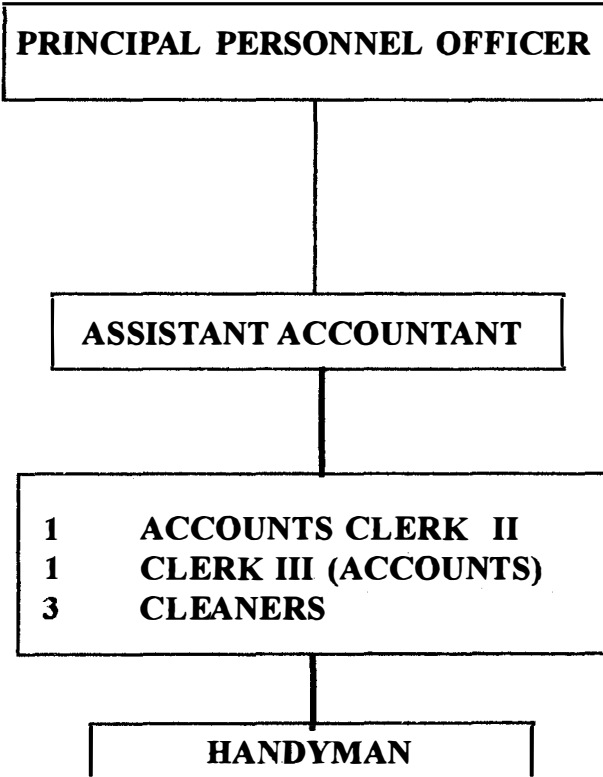 PRINCIPAL PERSONNEL OFFICER
ASSISTANT ACCOUNTANT
1 ACCOUNTS CLERK II
1 CLERK III (ACCOUNTS)
3 CLEANERS
HANDYMAN